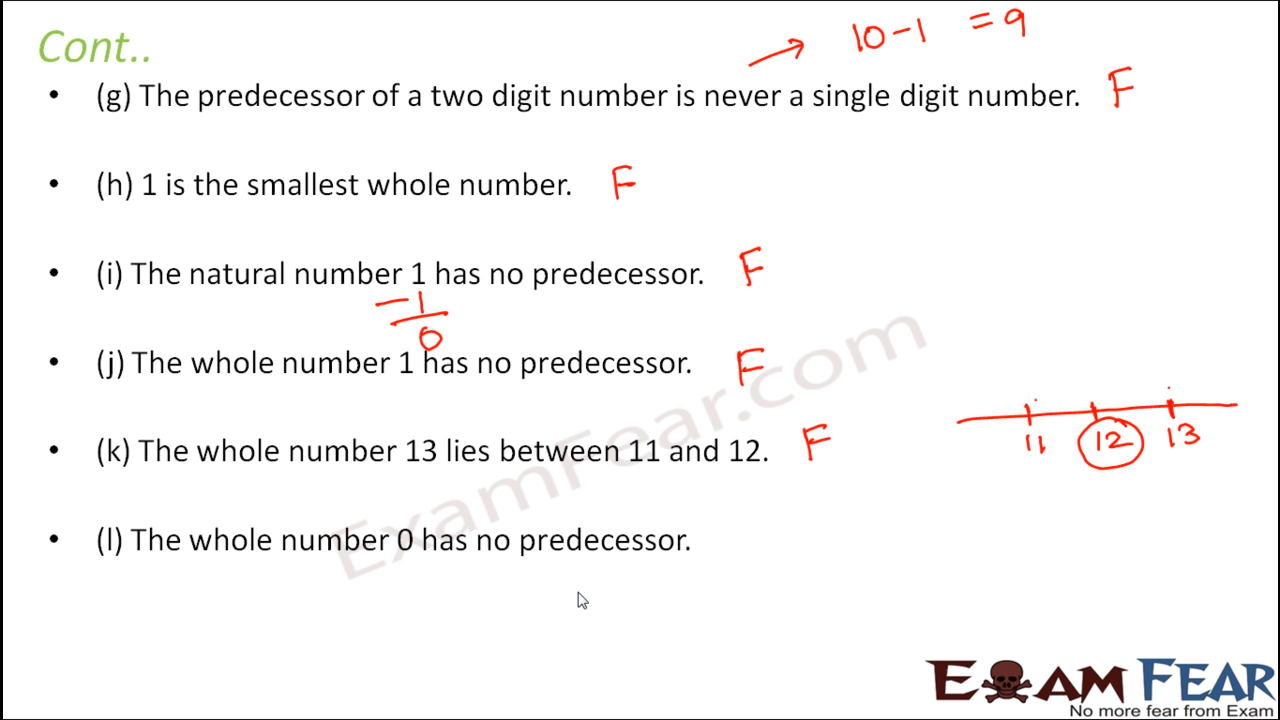 Cont..
10-1 = 9
• (g) The predecessor of a two digit number is never a single digit number. F
• (h) 1 is the smallest whole number. F
• (i) The natural number 1 has no predecessor. F
-1
0
• (j) The whole number 1 has no predecessor. F
• (k) The whole number 13 lies between 11 and 12. F
11 12 13
• (l) The whole number 0 has no predecessor.
ExamFear.com
EXAM FEAR
No more fear from Exam